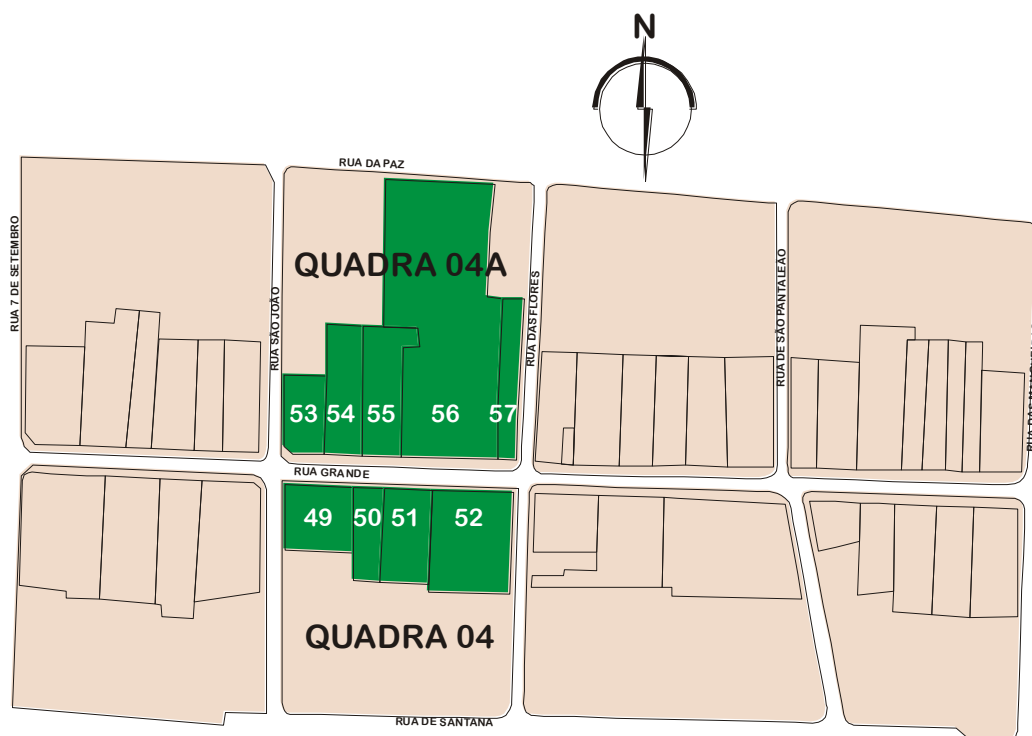 N
RUA DA PAZ
RUA 7 DE SETEMBRO
QUADRA 04A
RUA SÃO JOÃO
RUA DAS FLORES
RUA DE SÃO PANTALEÃO
53 54 55 56 57
RUA GRANDE
49 50 51 52
QUADRA 04
RUA DE SANTANA